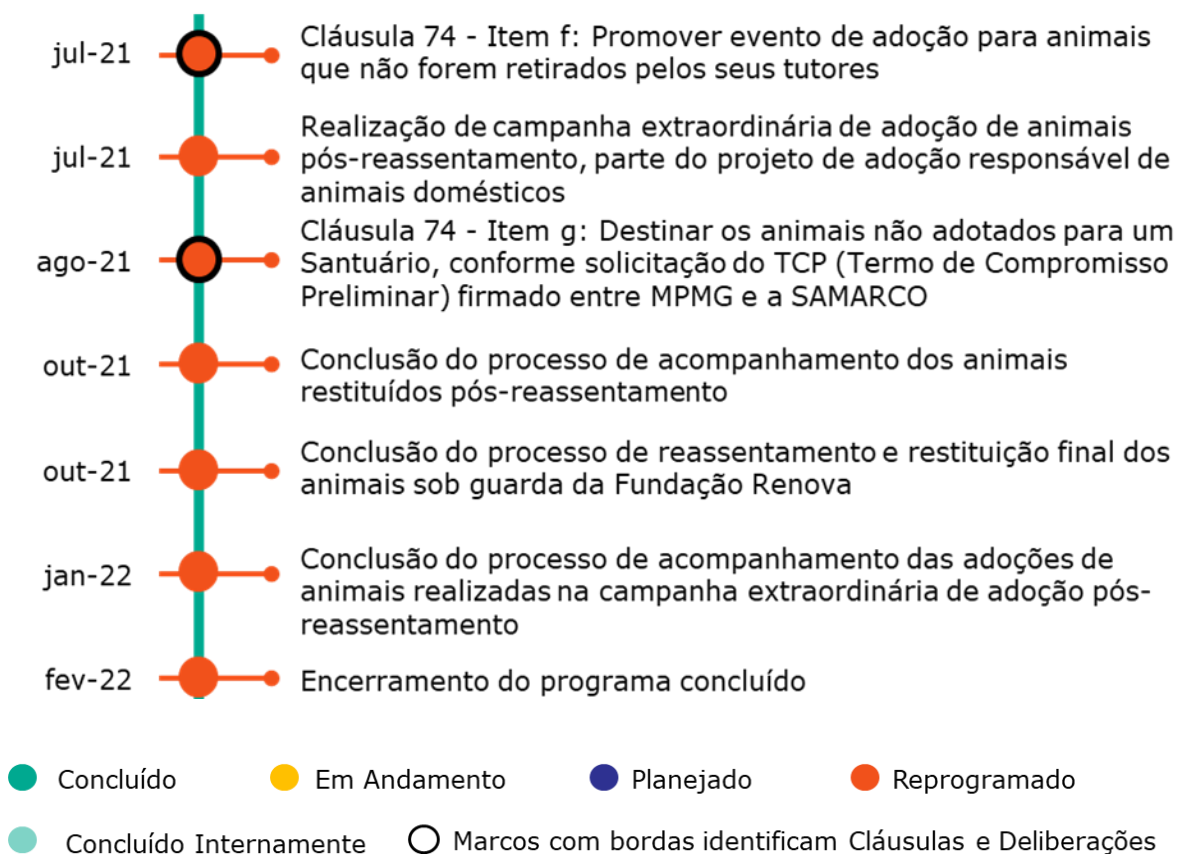 jul-21
Cláusula 74 - Item f: Promover evento de adoção para animais
que não forem retirados pelos seus tutores
jul-21
Realização de campanha extraordinária de adoção de animais
pós-reassentamento, parte do projeto de adoção responsável de
animais domésticos
ago-21
Cláusula 74 - Item g: Destinar os animais não adotados para um
Santuário, conforme solicitação do TCP (Termo de Compromisso
Preliminar) firmado entre MPMG e a SAMARCO
out-21
Conclusão do processo de acompanhamento dos animais
restituídos pós-reassentamento
out-21
Conclusão do processo de reassentamento e restituição final dos
animais sob guarda da Fundação Renova
jan-22
Conclusão do processo de acompanhamento das adoções de
animais realizadas na campanha extraordinária de adoção pós-
reassentamento
fev-22
Encerramento do programa concluído
Concluído
Em Andamento
Planejado
Reprogramado
Concluído Internamente
Marcos com bordas identificam Cláusulas e Deliberações